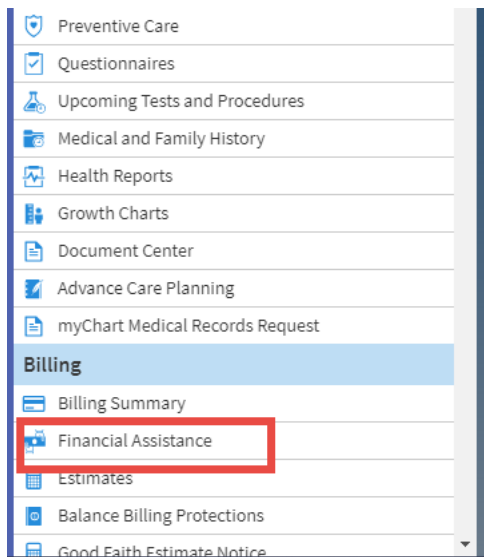 Preventive Care
Questionnaires
Upcoming Tests and Procedures
Medical and Family History
Health Reports
Growth Charts
Document Center
Advance Care Planning
myChart Medical Records Request
Billing
Billing Summary
Financial Assistance
Estimates
Balance Billing Protections
Good Faith Estimate Notice